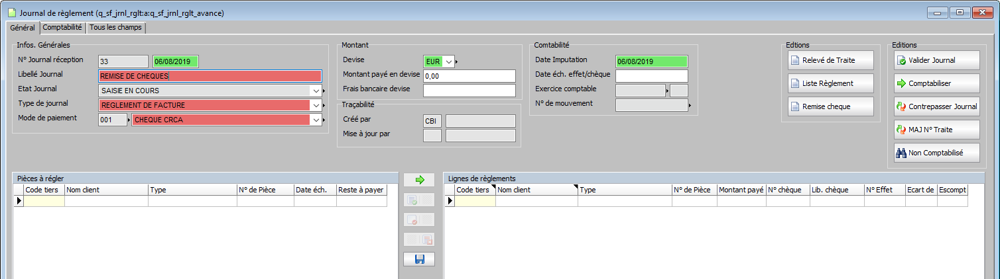 Journal de règlement (q_sf_jrnl_rglt:a:q_sf_jrnl_rglt_avance)
Général Comptabilité Tous les champs
Infos. Générales
N° Journal réception 33 06/08/2019
Libellé Journal REMISE DE CHEQUES
Etat Journal SAISIE EN COURS
Type de journal REGLEMENT DE FACTURE
Mode de paiement 001 CHEQUE CRCA
Montant
Devise EUR
Montant payé en devise 0,00
Frais bancaire devise
Traçabilité
Créé par CBI
Mise à jour par
Comtabilité
Date Imputation 06/08/2019
Date éch. effet/chèque
Exercice comptable
N° de mouvement
Editions
Relevé de Traite
Liste Règlement
Remise cheque
Editions
Valider Journal
Comptabiliser
Contrepasser Journal
MAJ N° Traite
Non Comptabilisé
Pièces à régler
Code tiers Nom client Type N° de Pièce Date éch. Reste à payer
Lignes de règlements
Code tiers Nom client Type N° de Pièce Montant payé N° chèque Lib. chèque N° Effet Ecart de Escompt